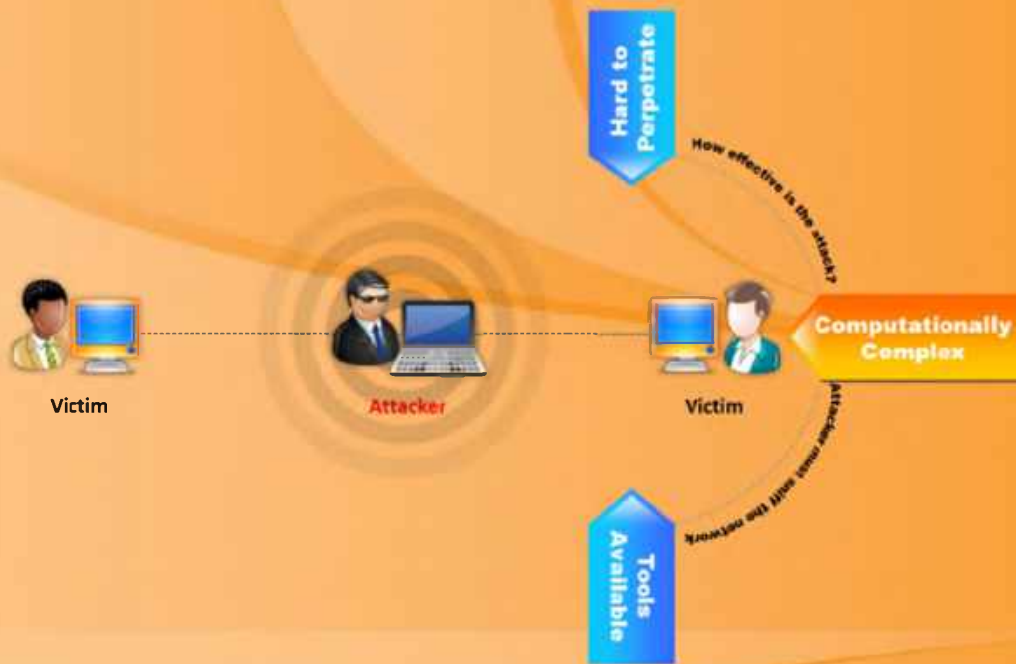 Hard to
Perpetrate
How effective is the attack?
Computationally
Complex
Victim
Attacker
Victim
Attacker must sniff the network
Tools
Available